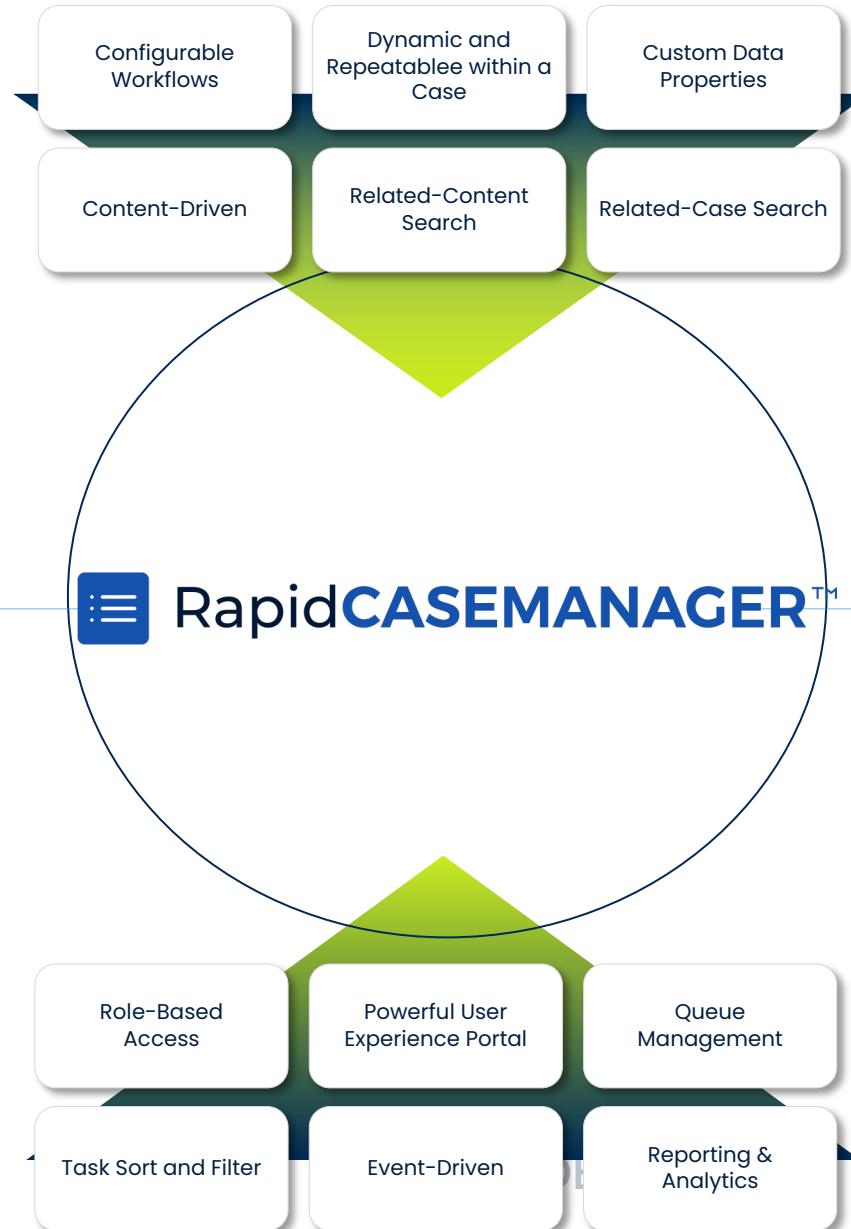 Configurable
Workflows
Dynamic and
Repeatablee within a
Case
Custom Data
Properties
Content-Driven
Related-Content
Search
Related-Case Search
RapidCASEMANAGER™
Role-Based
Access
Powerful User
Experience Portal
Queue
Management
Task Sort and Filter
Event-Driven
Reporting &
Analytics